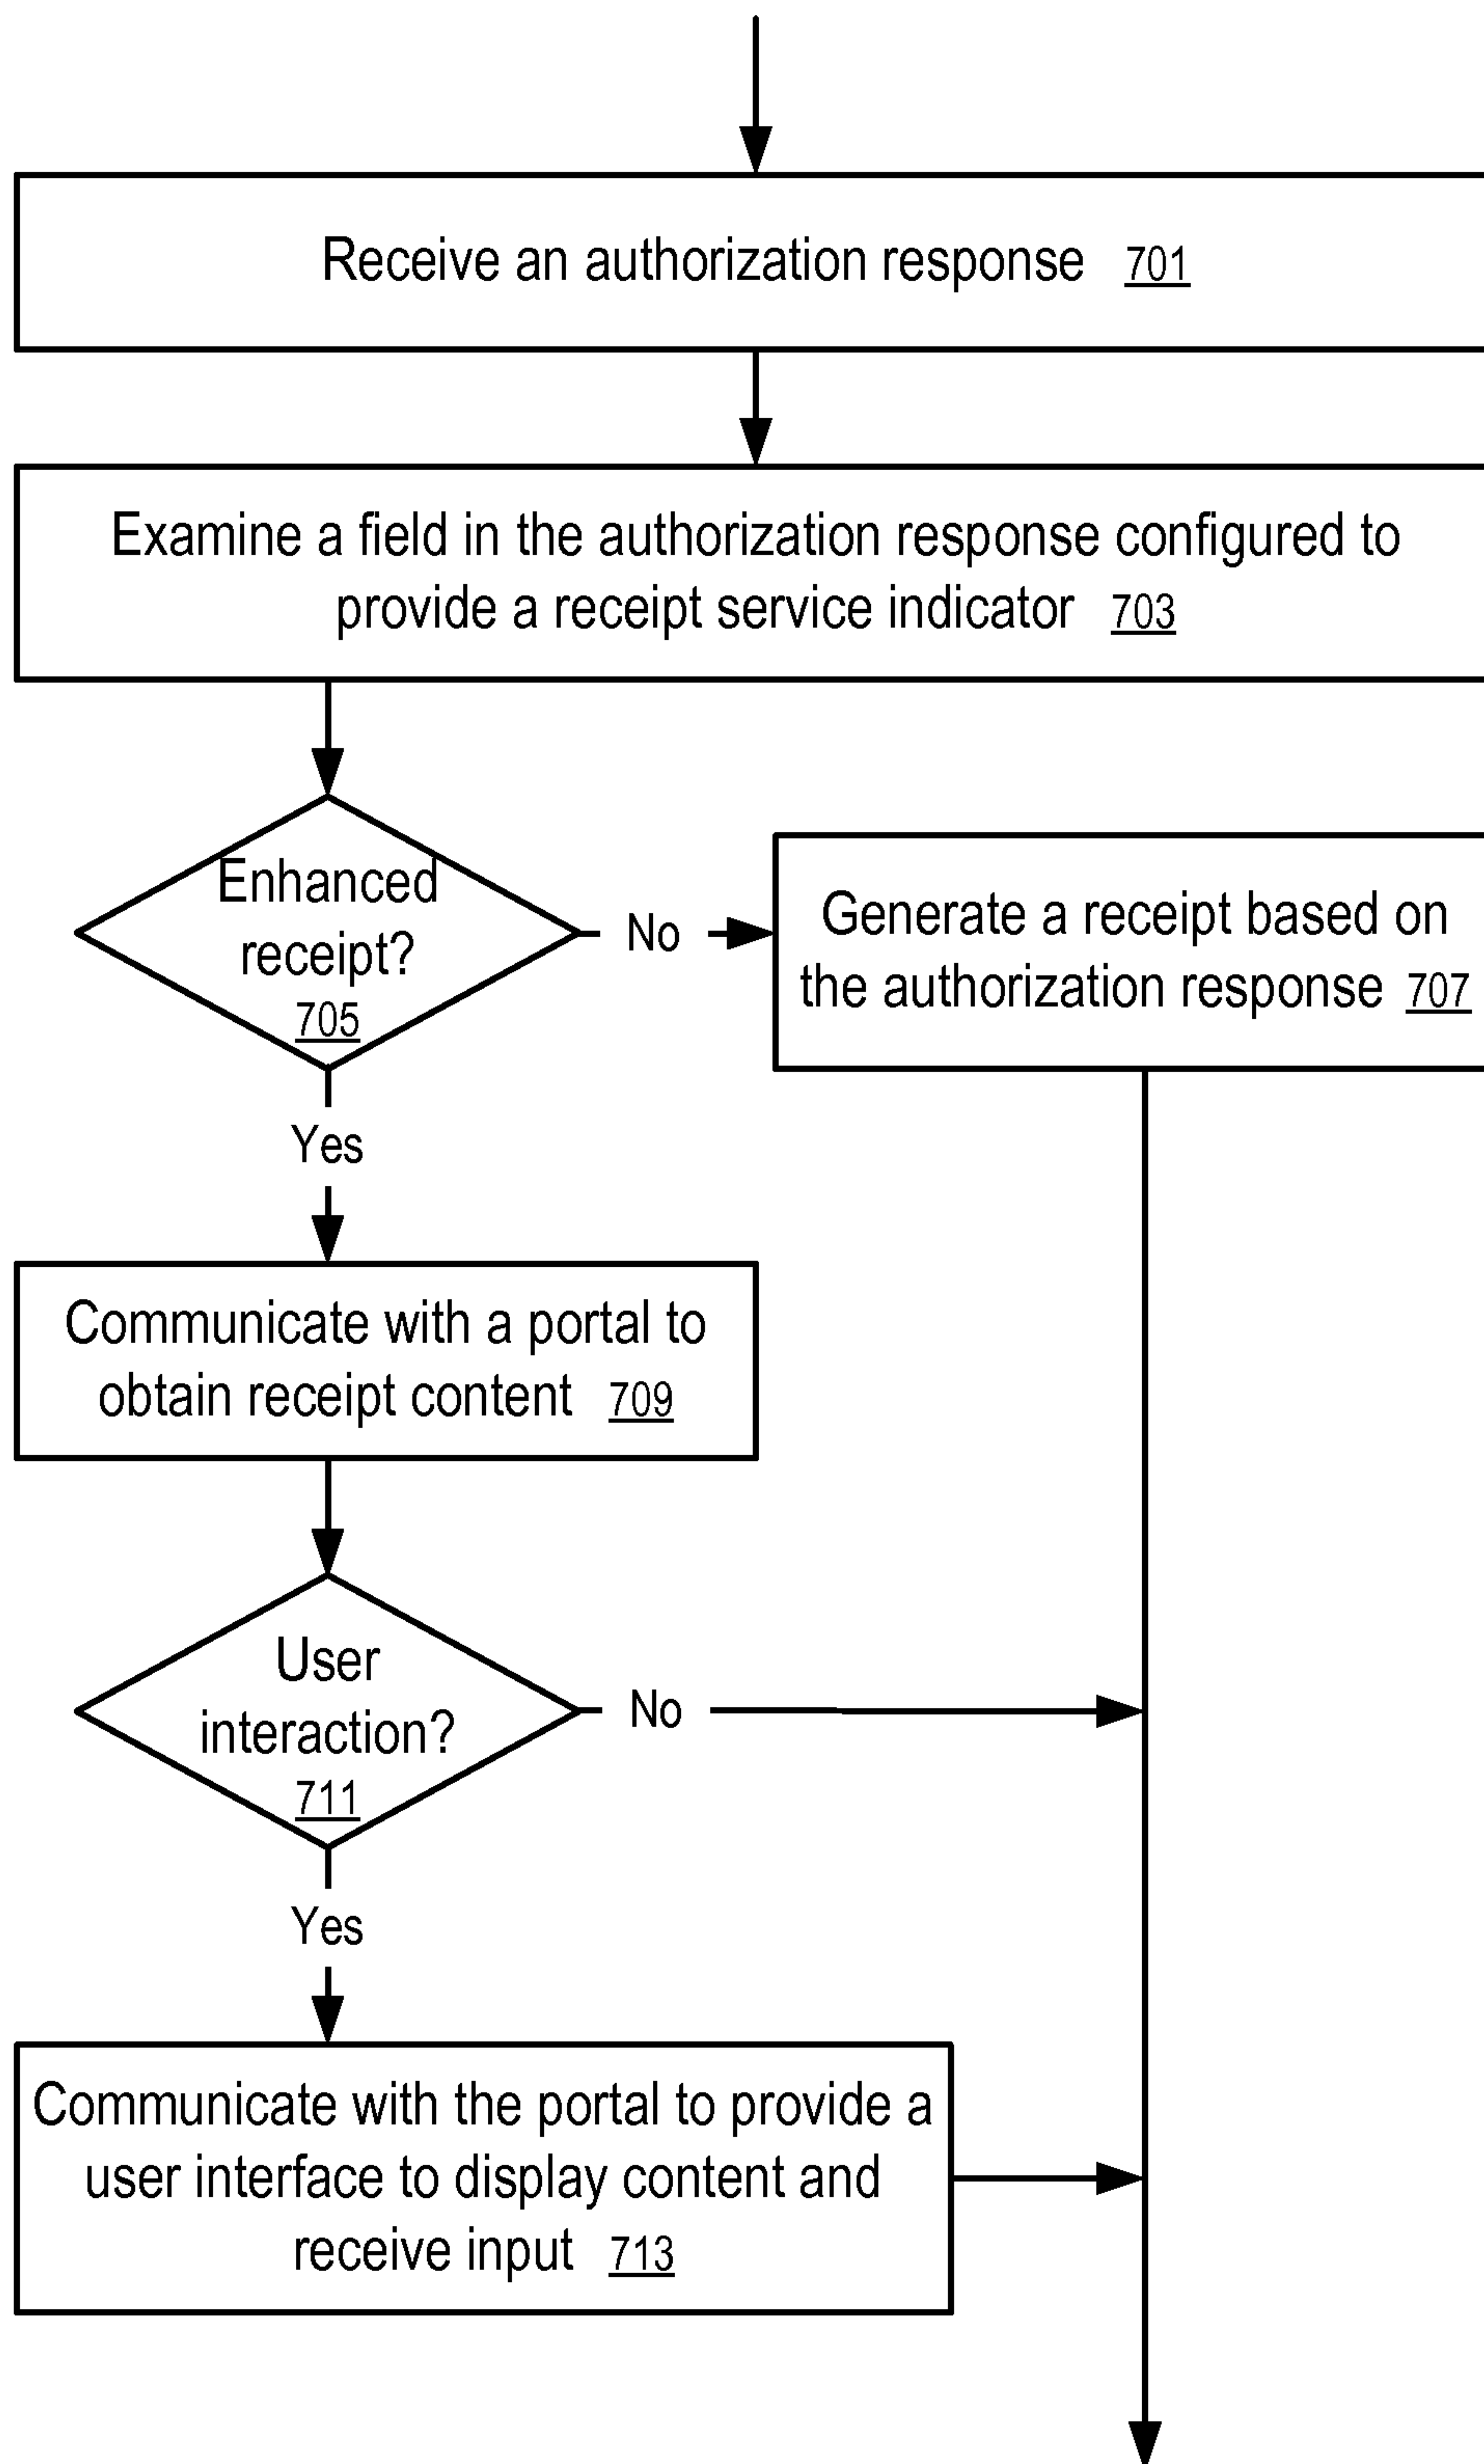 Receive an authorization response 701
Examine a field in the authorization response configured to
provide a receipt service indicator 703
Enhanced
receipt?
705
No
Generate a receipt based on
the authorization response 707
Yes
Communicate with a portal to
obtain receipt content 709
User
interaction?
711
No
Yes
Communicate with the portal to provide a
user interface to display content and
receive input 713